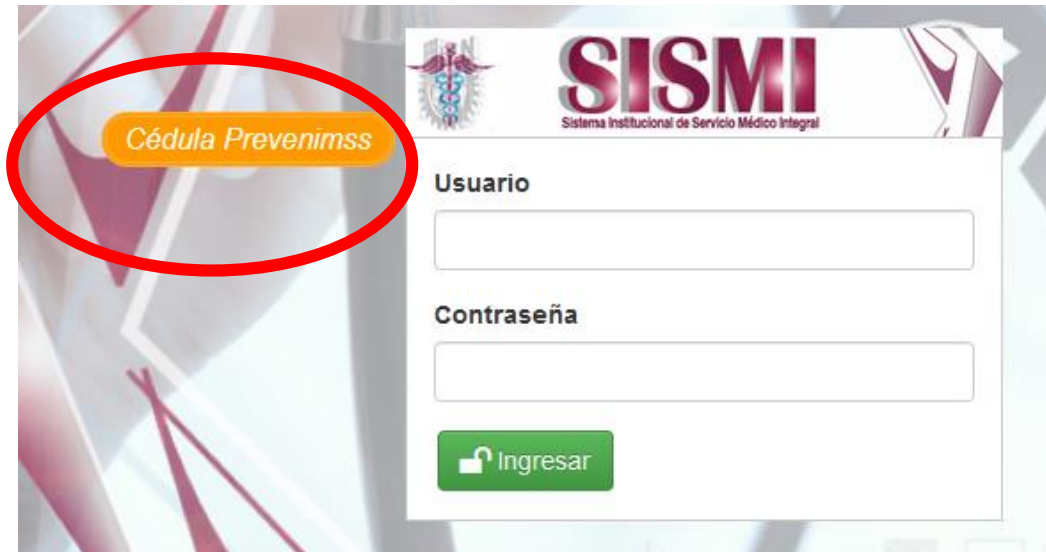 SISMI
Sistema Institucional de Servicio Médico Integral
Cédula Prevenimss
Usuario
Contraseña
Ingresar